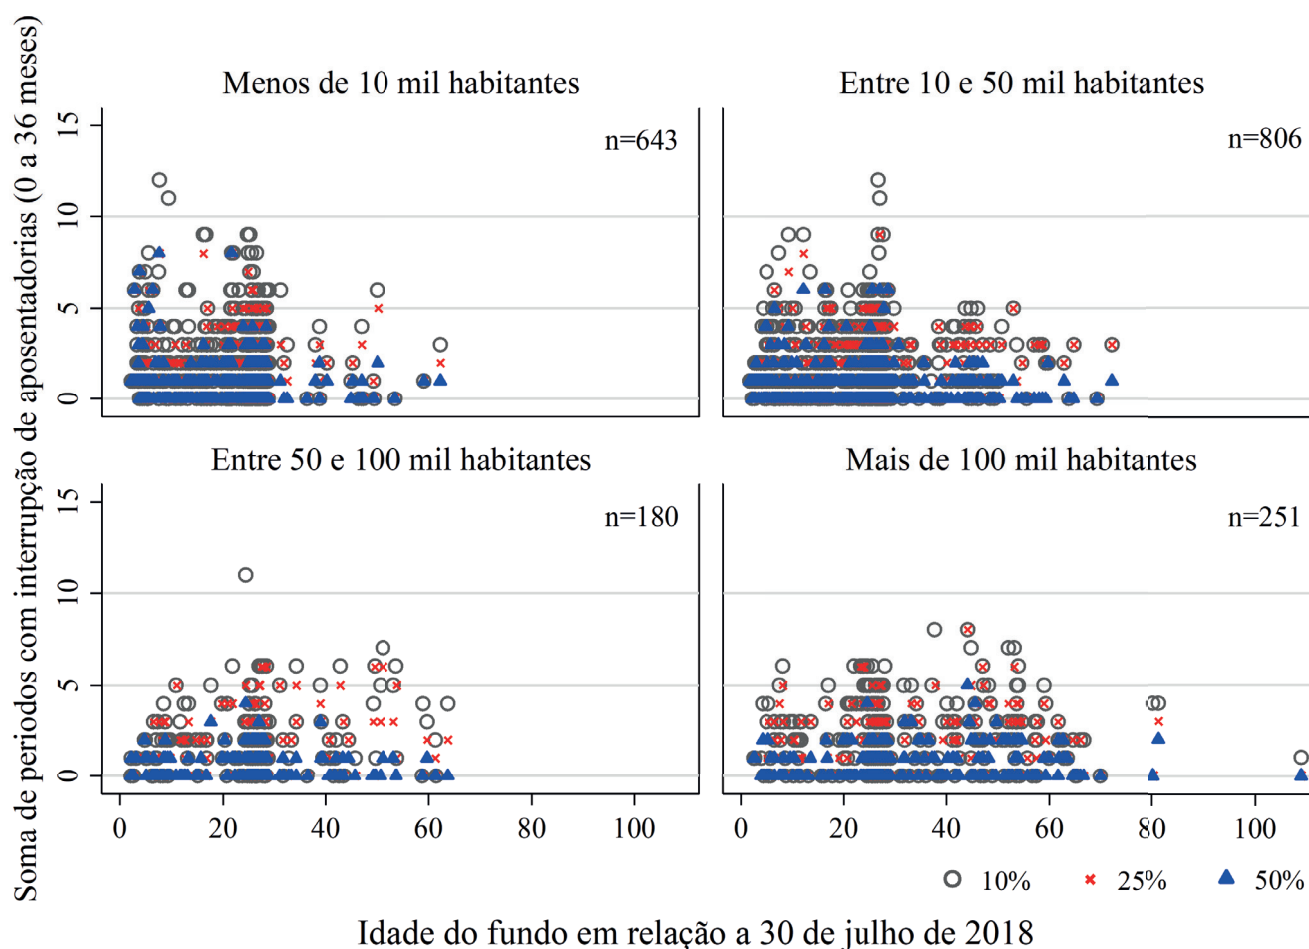 Soma de periodos com interrupção de aposentadorias (0 a 36 meses)
Menos de 10 mil habitantes
n=643
15
10
5
0
Entre 10 e 50 mil habitantes
n=806
Entre 50 e 100 mil habitantes
n=180
15
10
5
0
0 20 40 60 80 100
Mais de 100 mil habitantes
n=251
0 20 40 60 80 100
10% 25% 50%
Idade do fundo em relação a 30 de julho de 2018